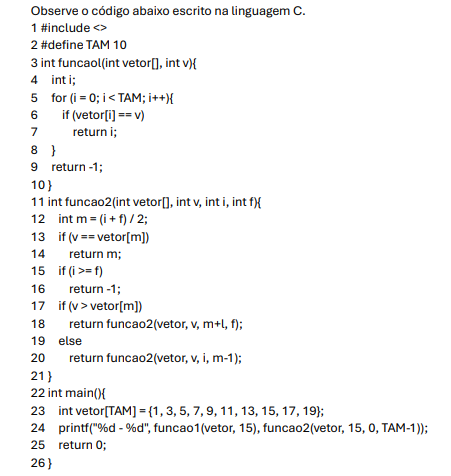 Observe o código abaixo escrito na linguagem C.
1 #include <>
2 #define TAM 10
3 int funcaol(int vetor[], int v){
4 int i;
5 for (i = 0; i < TAM; i++){
6 if (vetor[i] == v)
7 return i;
8 }
9 return -1;
10 }
11 int funcao2(int vetor[], int v, int i, int f){
12 int m = (i + f) / 2;
13 if (v == vetor[m])
14 return m;
15 if (i >= f)
16 return -1;
17 if (v > vetor[m])
18 return funcao2(vetor, v, m+l, f);
19 else
20 return funcao2(vetor, v, i, m-1);
21 }
22 int main(){
23 int vetor[TAM] = {1, 3, 5, 7, 9, 11, 13, 15, 17, 19};
24 printf("%d - %d", funcao1(vetor, 15), funcao2(vetor, 15, 0, TAM-1));
25 return 0;
26 }